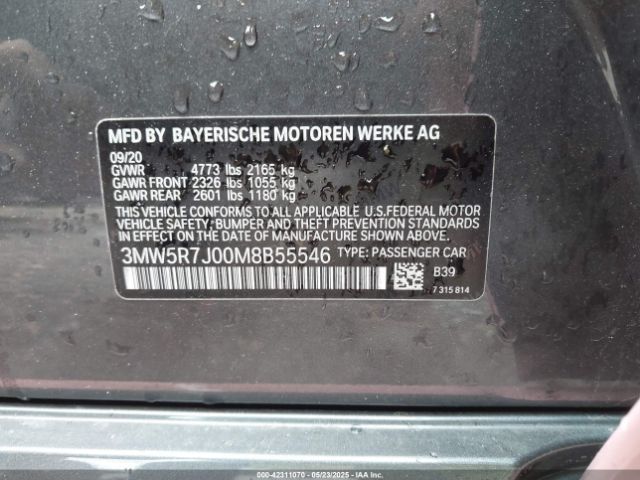 MFD BY BAYERISCHE MOTOREN WERKE AG
09/20
GVWR 4773 lbs 2165 kg
GAWR FRONT 2326 lbs 1055 kg
GAWR REAR 2601 lbs 1180 kg
THIS VEHICLE CONFORMS TO ALL APPLICABLE U.S.FEDERAL MOTOR
VEHICLE SAFETY: BUMPER AND THEFT PREVENTION STANDARDS
IN EFFECT ON THE DATE OF MANUFACTURE SHOWN ABOVE.
3MW5R7J00M8B55546 TYPE: PASSENGER CAR
B39
7 315 814
000-42311070 - 05/23/2025 - IAAI.COM